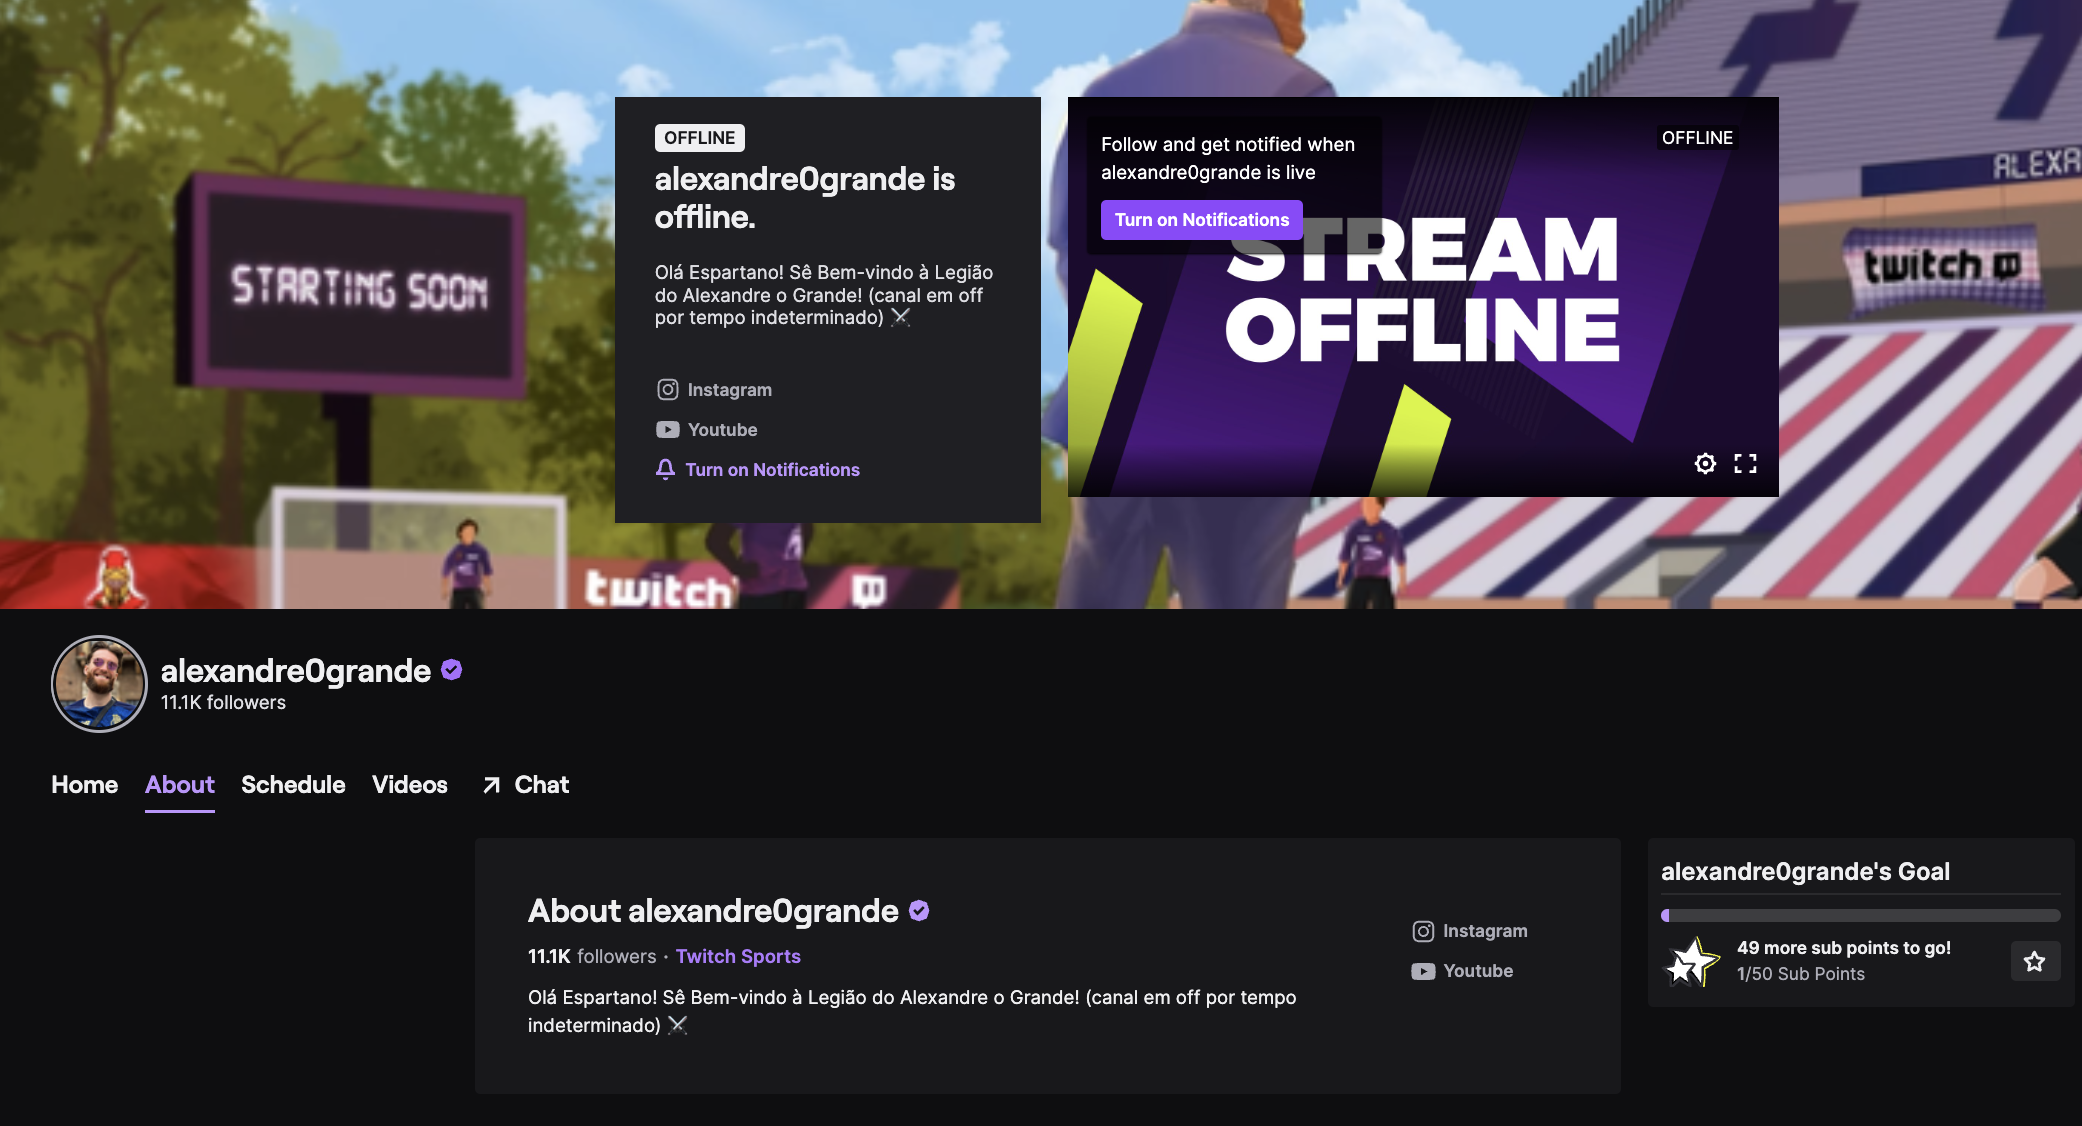 STARTING SOON
OFFLINE
alexandre0grande is
offline.
Olá Espartano! Sê Bem-vindo à Legião
do Alexandre o Grande! (canal em off
por tempo indeterminado) ⚔
Instagram
Youtube
Turn on Notifications
Follow and get notified when
alexandre0grande is live
Turn on Notifications
OFFLINE
STREAM
OFFLINE
ALEXA
twitch
twitch
alexandre0grande
11.1K followers
Home About Schedule Videos Chat
About alexandre0grande
11.1K followers · Twitch Sports
Olá Espartano! Sê Bem-vindo à Legião do Alexandre o Grande! (canal em off por tempo
indeterminado) ⚔
Instagram
Youtube
alexandre0grande's Goal
49 more sub points to go!
1/50 Sub Points